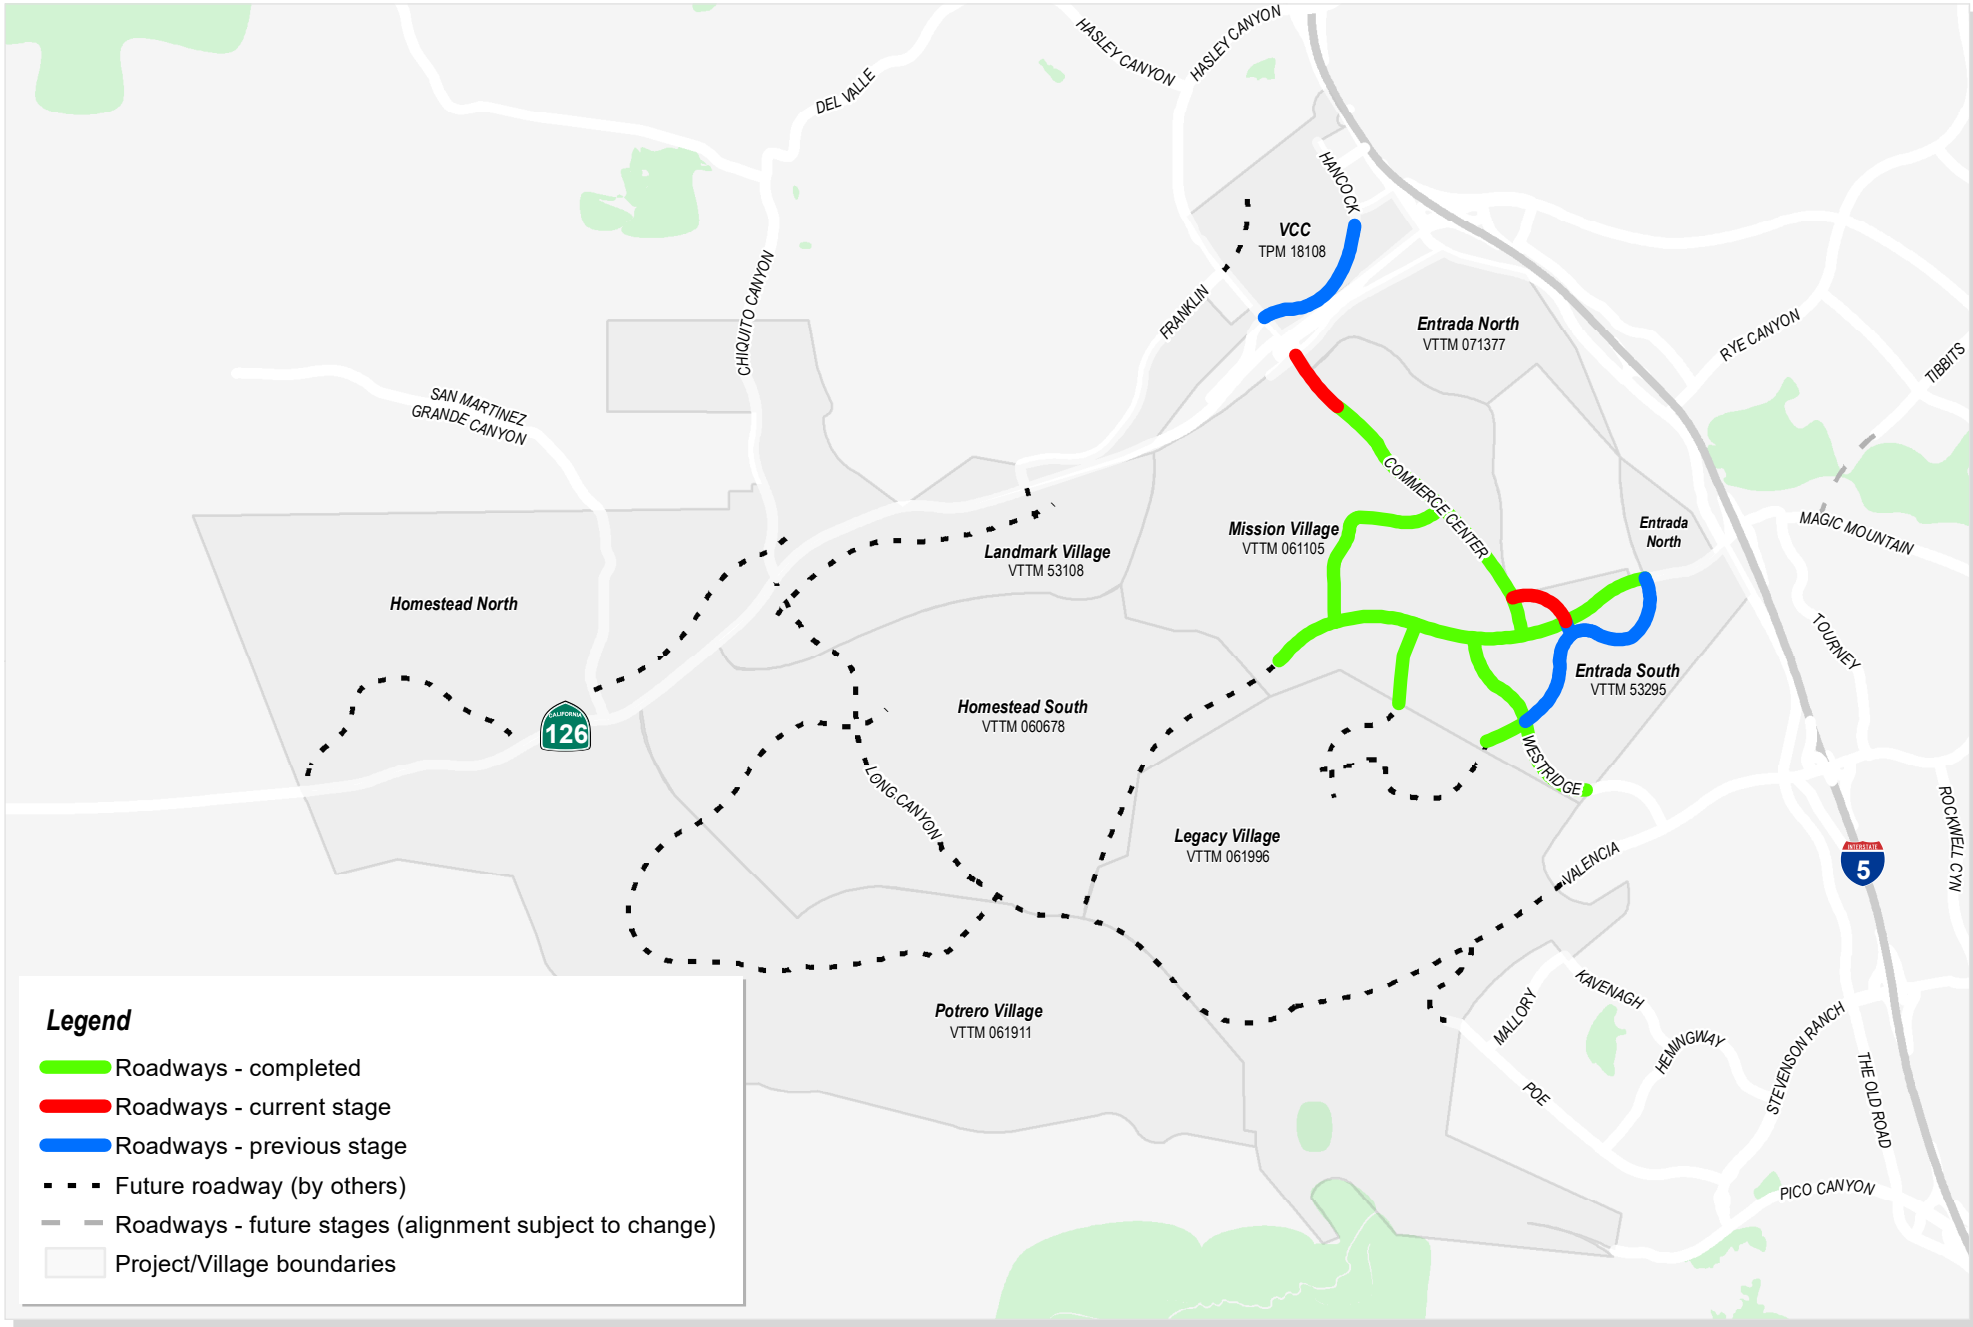 HASLEY CANYON
HASLEY CANYON
DEL VALLE
HANCOCK
VCC
TPM 18108
CHIQUITO CANYON
FRANKLIN
Entrada North
VTTM 071377
RYE CANYON
TIBBITS
SAN MARTINEZ
GRANDE CANYON
COMMERCE CENTER
Mission Village
VTTM 061105
Entrada
North
MAGIC MOUNTAIN
Landmark Village
VTTM 53108
Homestead North
TOURNEY
Entrada South
VTTM 53295
Homestead South
VTTM 060678
CALIFORNIA
126
WESTRIDGE
LONG CANYON
ROCKWELL CYN
Legacy Village
VTTM 061996
VALENCIA
INTERSTATE
5
KAVENAGH
MALLORY
Potrero Village
VTTM 061911
HEMINGWAY
STEVENSON RANCH
THE OLD ROAD
POE
PICO CANYON
Legend
Roadways - completed
Roadways - current stage
Roadways - previous stage
Future roadway (by others)
Roadways - future stages (alignment subject to change)
Project/Village boundaries